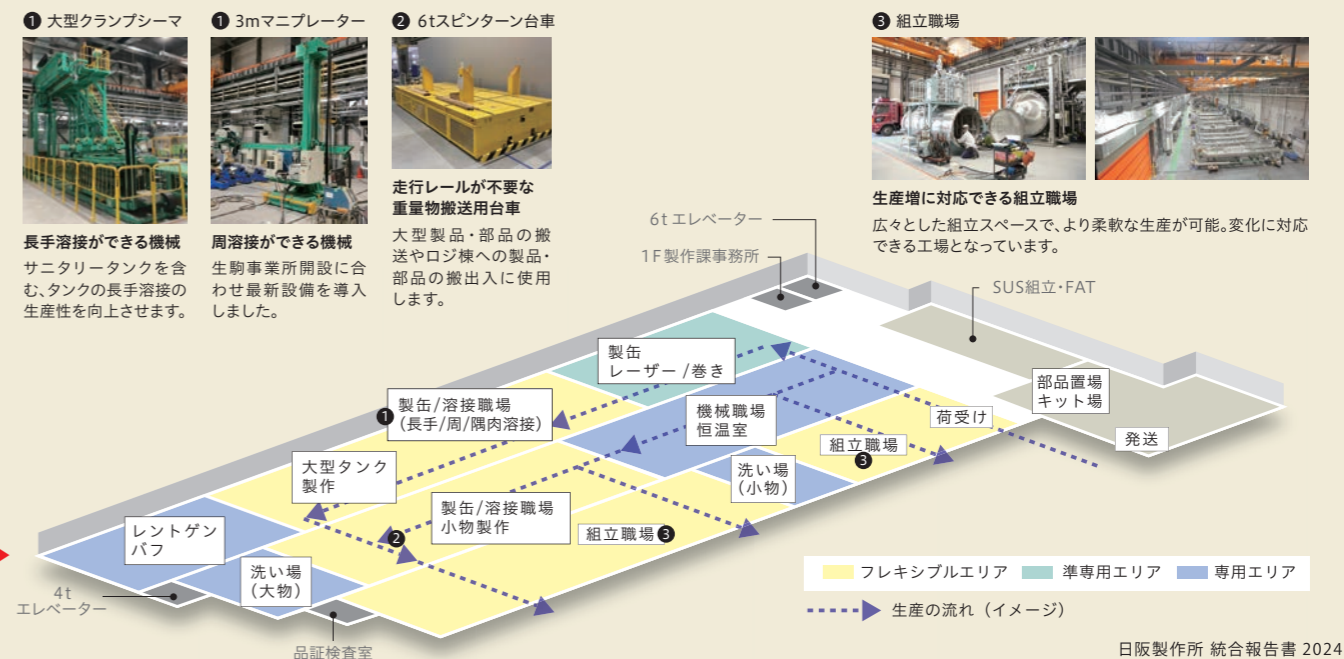 ❶ 大型クランプシーマ
長手溶接ができる機械
サニタリータンクを含
む、タンクの長手溶接の
生産性を向上させます。
❶ 3mマニプレーター
周溶接ができる機械
生駒事業所開設に合
わせ最新設備を導入
しました。
❷ 6tスピンターン台車
走行レールが不要な
重量物搬送用台車
大型製品・部品の搬
送やロジ棟への製品・
部品の搬出入に使用
します。
❸ 組立職場
生産増に対応できる組立職場
広々とした組立スペースで、より柔軟な生産が可能。変化に対応
できる工場となっています。
6t エレベーター
1F製作課事務所
SUS組立・FAT
製缶
レーザー/巻き
部品置場
キット場
❶
製缶/溶接職場
(長手/周/隅肉溶接)
機械職場
恒温室
荷受け
発送
組立職場
❸
大型タンク
製作
洗い場
(小物)
製缶/溶接職場
小物製作
レントゲン
バフ
❷
組立職場❸
洗い場
(大物)
4t
エレベーター
品証検査室
フレキシブルエリア 準専用エリア 専用エリア
生産の流れ(イメージ)
日阪製作所 統合報告書 2024